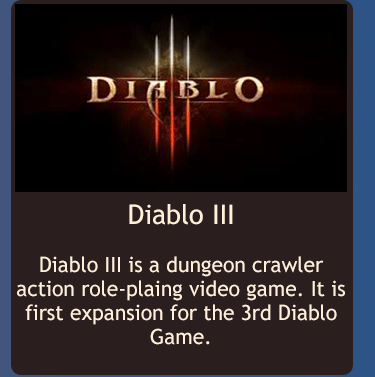 DIABLO
Diablo III
Diablo III is a dungeon crawler
action role-plaing video game. It is
first expansion for the 3rd Diablo
Game.